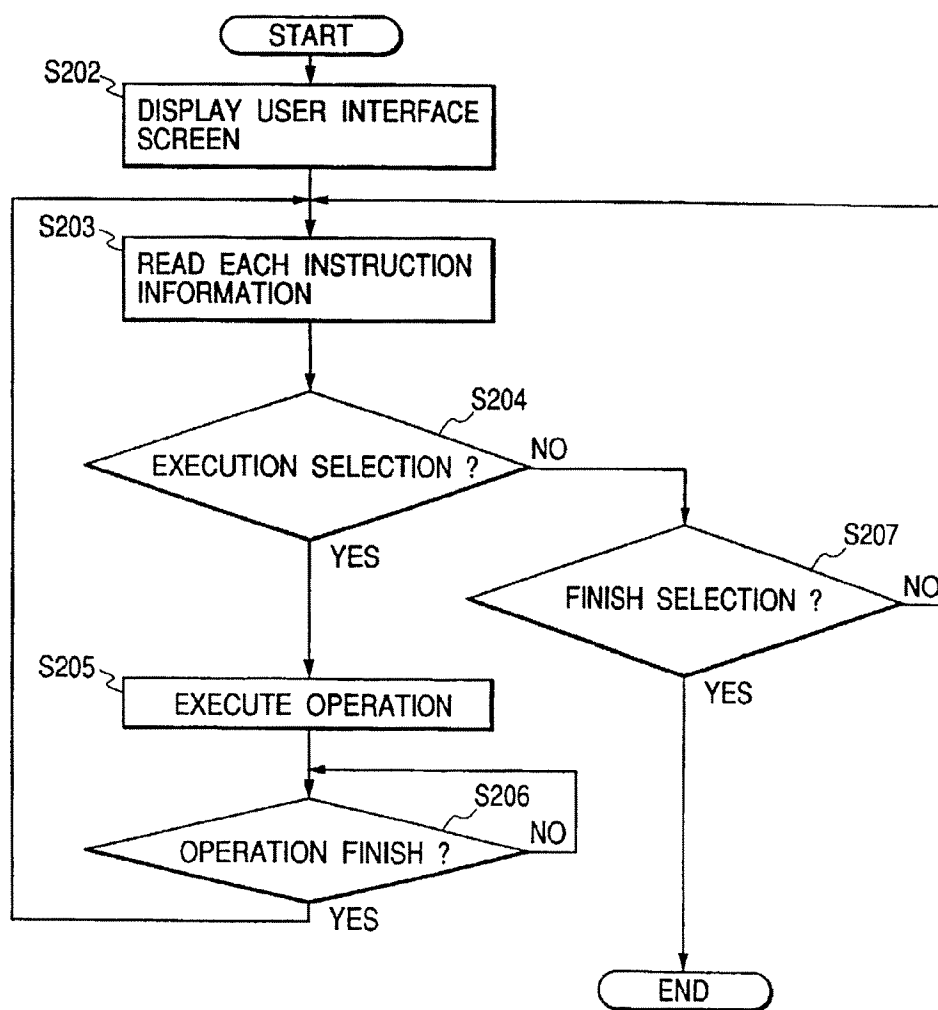 START
S202
DISPLAY USER INTERFACE
SCREEN
S203
READ EACH INSTRUCTION
INFORMATION
S204
EXECUTION SELECTION ?
NO
YES
S207
FINISH SELECTION ?
NO
YES
S205
EXECUTE OPERATION
S206
OPERATION FINISH ?
NO
YES
END